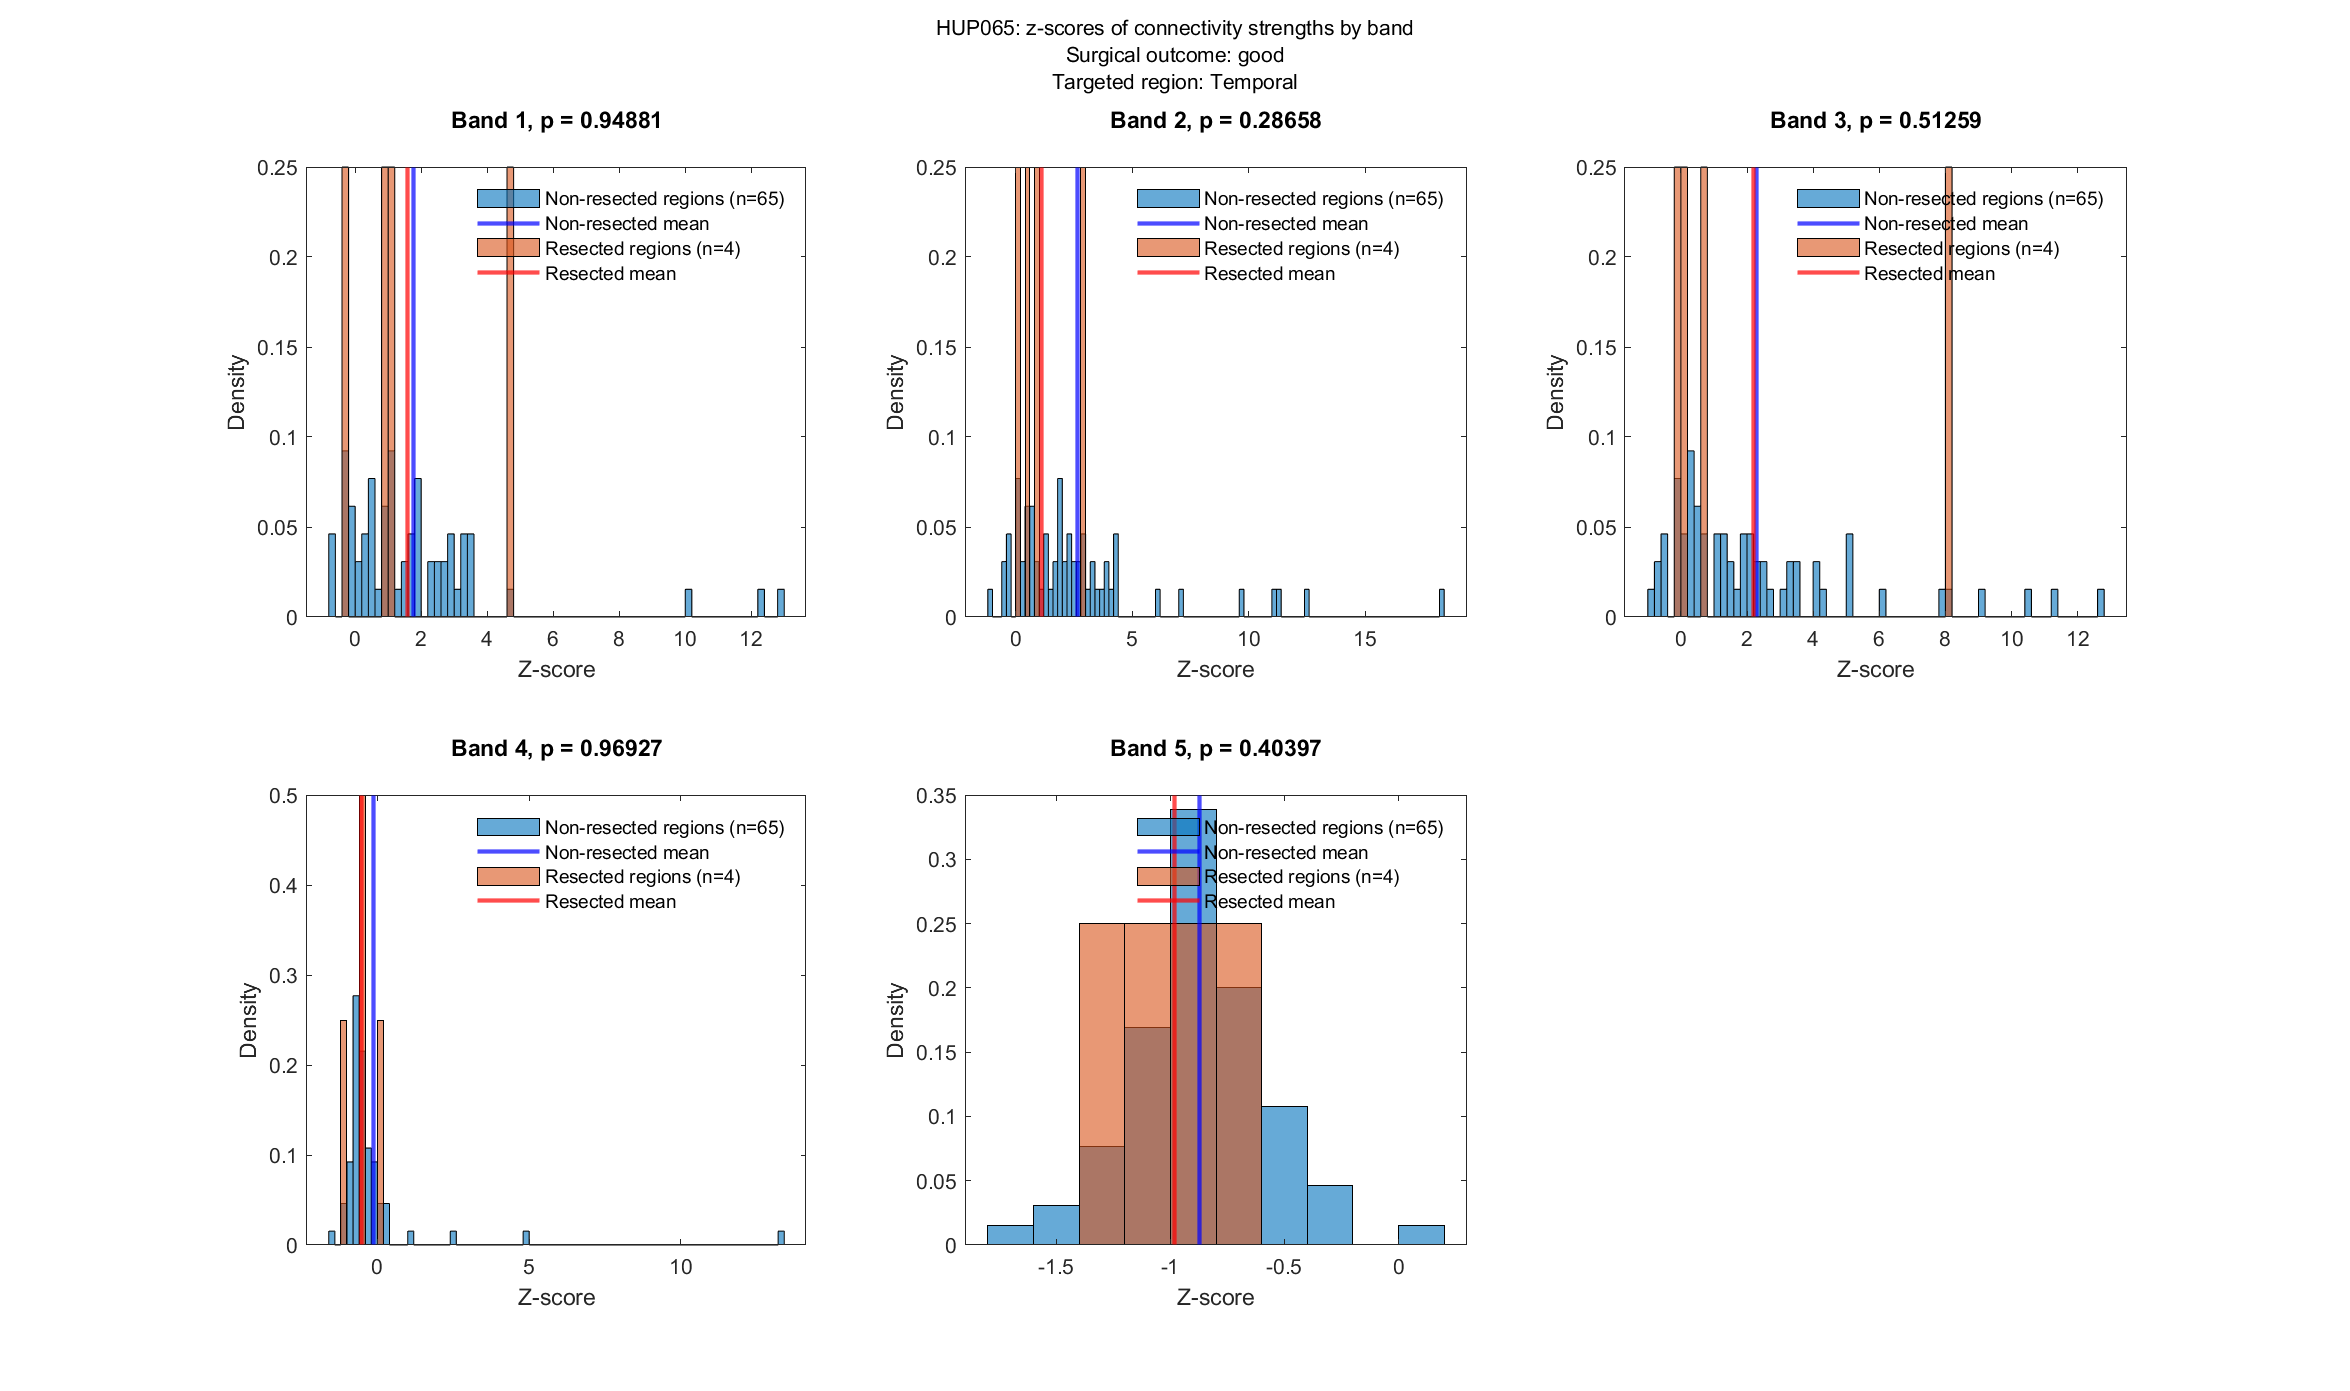 HUP065: z-scores of connectivity strengths by band
Surgical outcome: good
Targeted region: Temporal
Band 1, p = 0.94881
0.25
0.2
0.15
0.1
0.05
0
Density
0 2 4 6 8 10 12
Z-score
Non-resected regions (n=65)
Non-resected mean
Resected regions (n=4)
Resected mean
Band 2, p = 0.28658
0.25
0.2
0.15
0.1
0.05
0
Density
0 5 10 15
Z-score
Non-resected regions (n=65)
Non-resected mean
Resected regions (n=4)
Resected mean
Band 3, p = 0.51259
0.25
0.2
0.15
0.1
0.05
0
Density
0 2 4 6 8 10 12
Z-score
Non-resected regions (n=65)
Non-resected mean
Resected regions (n=4)
Resected mean
Band 4, p = 0.96927
0.5
0.4
0.3
0.2
0.1
0
Density
0 5 10
Z-score
Non-resected regions (n=65)
Non-resected mean
Resected regions (n=4)
Resected mean
Band 5, p = 0.40397
0.35
0.3
0.25
0.2
0.15
0.1
0.05
0
Density
-1.5 -1 -0.5 0
Z-score
Non-resected regions (n=65)
Non-resected mean
Resected regions (n=4)
Resected mean